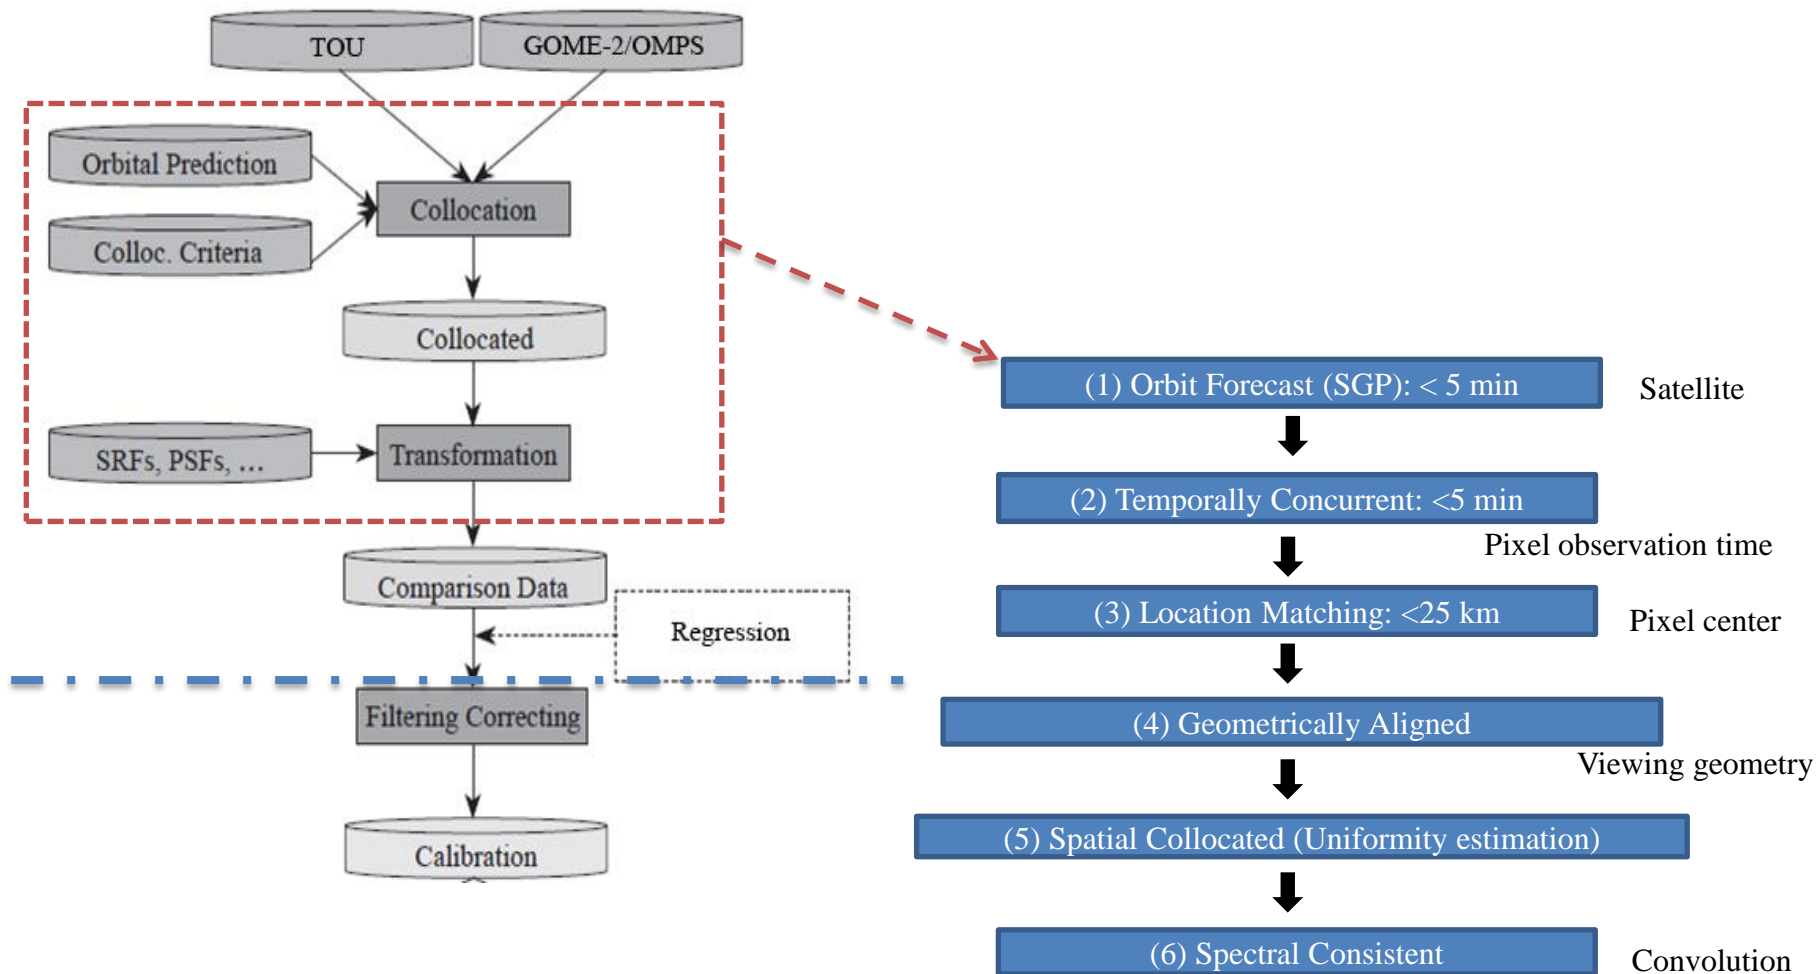 TOU
GOME-2/OMPS
Orbital Prediction
Collocation
Colloc. Criteria
Collocated
SRFs, PSFs, ...
Transformation
Comparison Data
Regression
Filtering Correcting
Calibration
(1) Orbit Forecast (SGP): < 5 min
Satellite
(2) Temporally Concurrent: <5 min
Pixel observation time
(3) Location Matching: <25 km
Pixel center
(4) Geometrically Aligned
Viewing geometry
(5) Spatial Collocated (Uniformity estimation)
(6) Spectral Consistent
Convolution